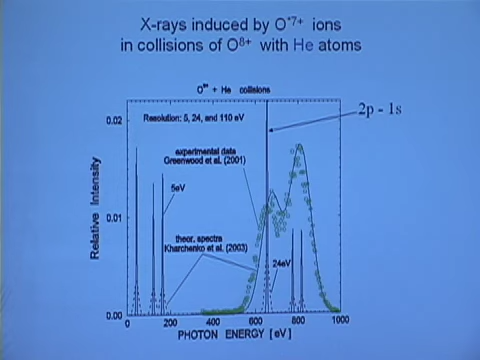 X-rays induced by O*7+ ions
in collisions of O8+ with He atoms
O8+ + He collisions
Resolution: 5, 24, and 110 eV
2p - 1s
experimental data
Greenwood et al. (2001)
5eV
theor. spectra
Kharchenko et al. (2003)
24eV
Relative Intensity
0.02
0.01
0.00
0 200 400 600 800 1000
PHOTON ENERGY [eV]